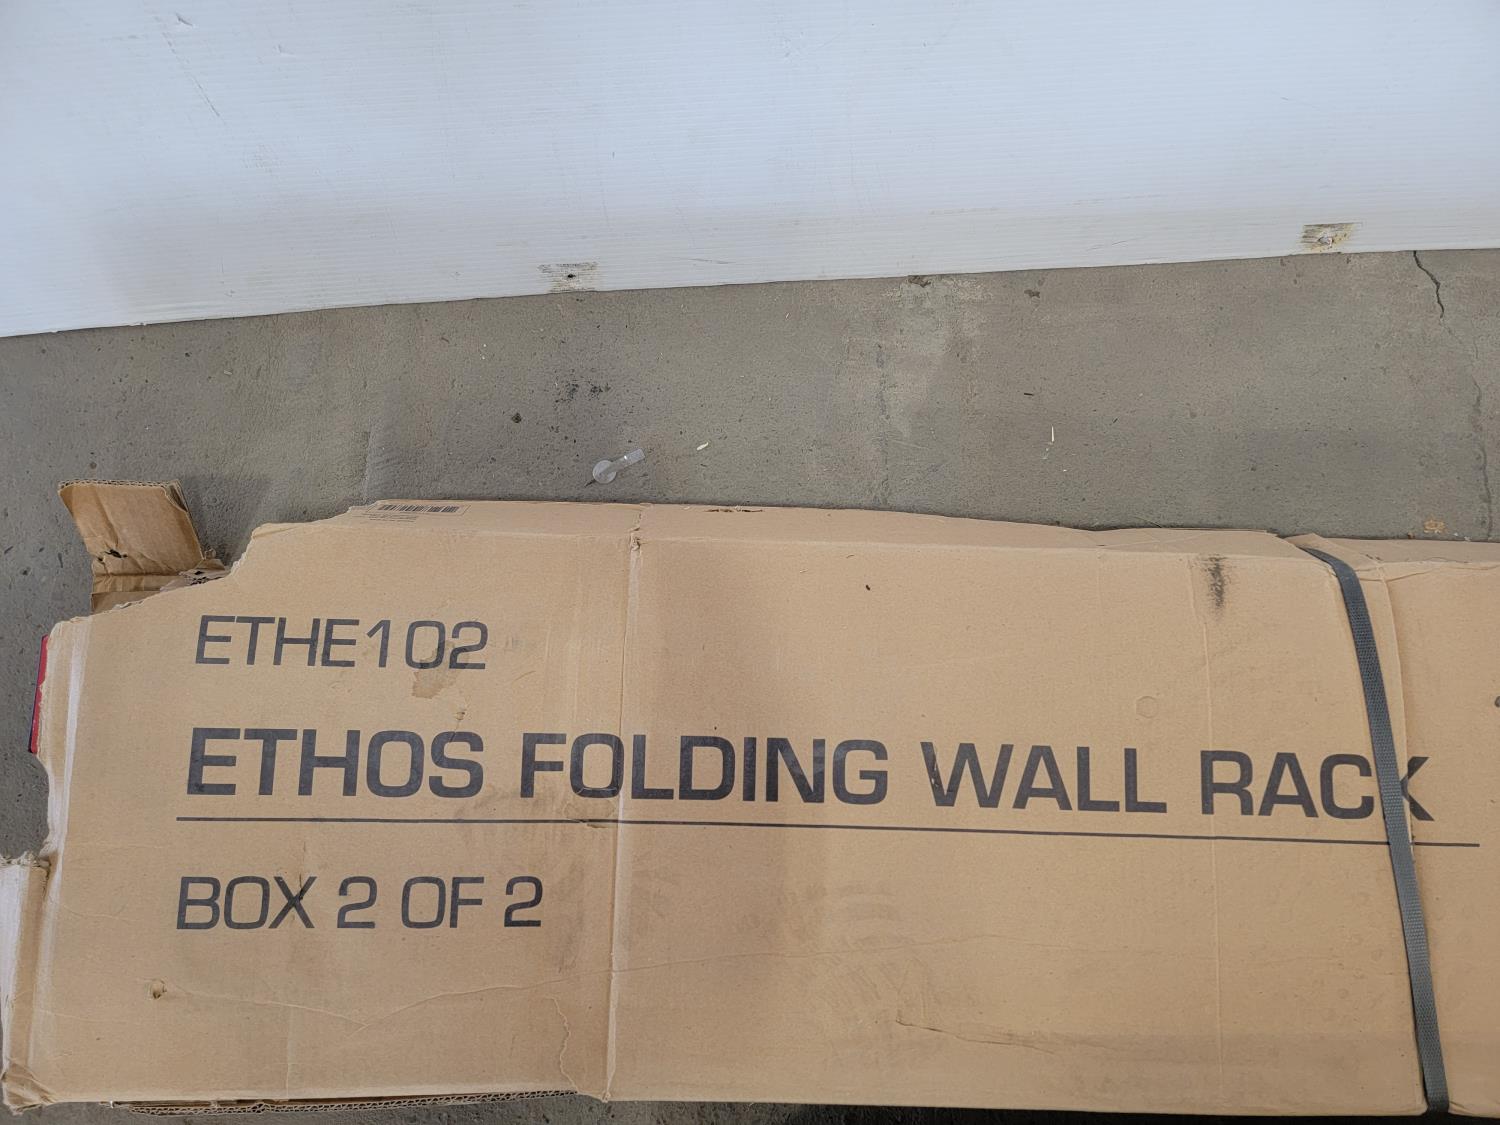 ETHE102
ETHOS FOLDING WALL RACK
BOX 2 OF 2